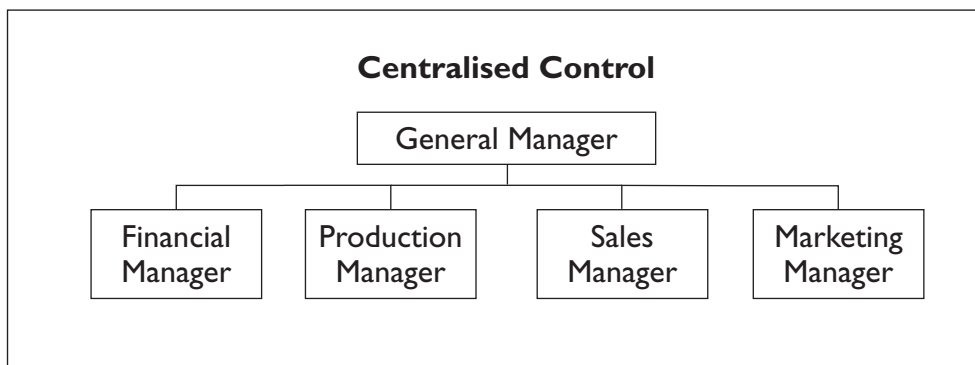 Centralised Control
General Manager
Financial
Manager
Production
Manager
Sales
Manager
Marketing
Manager